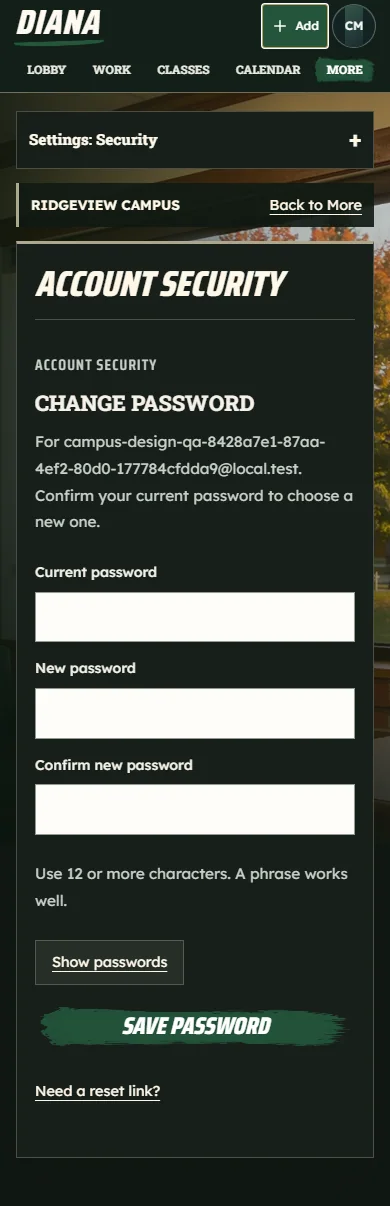 DIANA
+ Add
CM
LOBBY WORK CLASSES CALENDAR MORE
Settings: Security +
RIDGEVIEW CAMPUS Back to More
ACCOUNT SECURITY
ACCOUNT SECURITY
CHANGE PASSWORD
For campus-design-qa-8428a7e1-87aa-
4ef2-80d0-177784cfdda9@local.test.
Confirm your current password to choose a
new one.
Current password
New password
Confirm new password
Use 12 or more characters. A phrase works
well.
Show passwords
SAVE PASSWORD
Need a reset link?